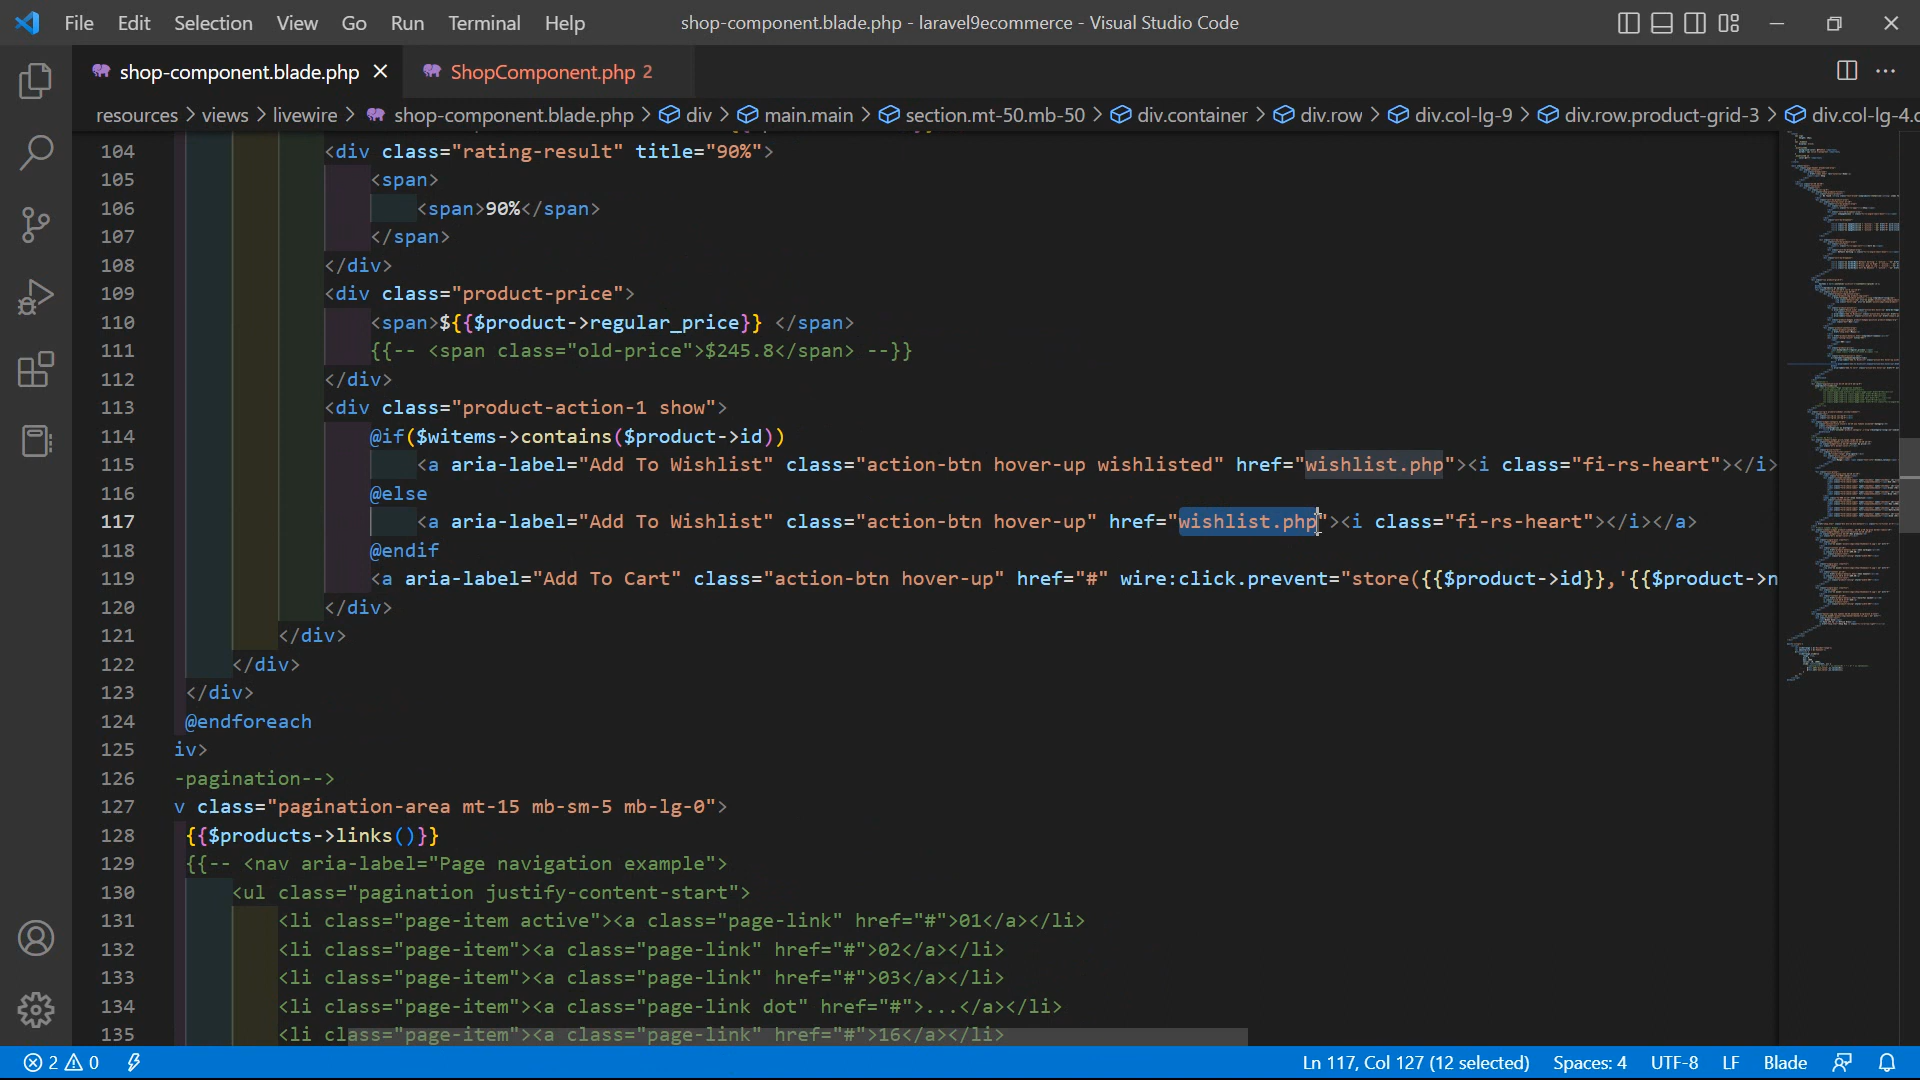 File Edit Selection View Go Run Terminal Help shop-component.blade.php - laravel9ecommerce - Visual Studio Code
shop-component.blade.php ShopComponent.php 2
resources > views > livewire > shop-component.blade.php > div > main.main > section.mt-50.mb-50 > div.container > div.row > div.col-lg-9 > div.row.product-grid-3 > div.col-lg-4.c
104 <div class="rating-result" title="90%">
105 <span>
106 <span>90%</span>
107 </span>
108 </div>
109 <div class="product-price">
110 <span>${{$product->regular_price}} </span>
111 {{-- <span class="old-price">$245.8</span> --}}
112 </div>
113 <div class="product-action-1 show">
114 @if($witems->contains($product->id))
115 <a aria-label="Add To Wishlist" class="action-btn hover-up wishlisted" href="wishlist.php"><i class="fi-rs-heart"></i>
116 @else
117 <a aria-label="Add To Wishlist" class="action-btn hover-up" href="wishlist.php"><i class="fi-rs-heart"></i></a>
118 @endif
119 <a aria-label="Add To Cart" class="action-btn hover-up" href="#" wire:click.prevent="store({{$product->id}},'{{$product->n
120 </div>
121 </div>
122 </div>
123 </div>
124 @endforeach
125 iv>
126 -pagination-->
127 v class="pagination-area mt-15 mb-sm-5 mb-lg-0">
128 {{$products->links()}}
129 {{-- <nav aria-label="Page navigation example">
130 <ul class="pagination justify-content-start">
131 <li class="page-item active"><a class="page-link" href="#">01</a></li>
132 <li class="page-item"><a class="page-link" href="#">02</a></li>
133 <li class="page-item"><a class="page-link" href="#">03</a></li>
134 <li class="page-item"><a class="page-link dot" href="#">...</a></li>
135 <li class="page-item"><a class="page-link" href="#">16</a></li>
2 0 Ln 117, Col 127 (12 selected) Spaces: 4 UTF-8 LF Blade